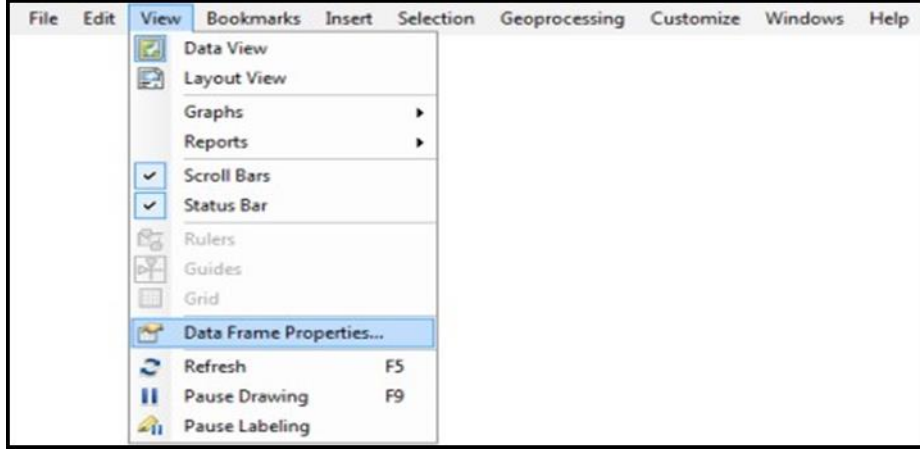 File Edit View Bookmarks Insert Selection Geoprocessing Customize Windows Help
Data View
Layout View
Graphs
Reports
Scroll Bars
Status Bar
Rulers
Guides
Grid
Data Frame Properties...
Refresh F5
Pause Drawing F9
Pause Labeling